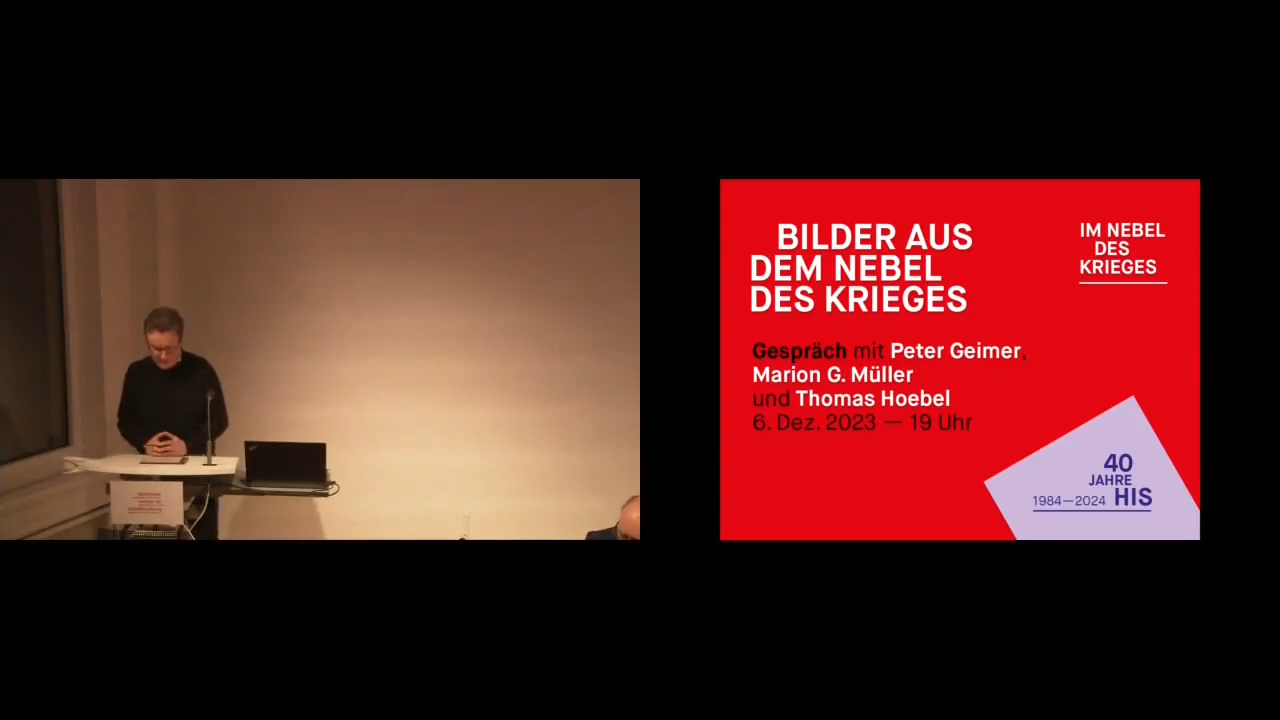 BILDER AUS
DEM NEBEL
DES KRIEGES
IM NEBEL
DES
KRIEGES
Gespräch mit Peter Geimer,
Marion G. Müller
und Thomas Hoebel
6. Dez. 2023 — 19 Uhr
40
JAHRE
1984—2024 HIS